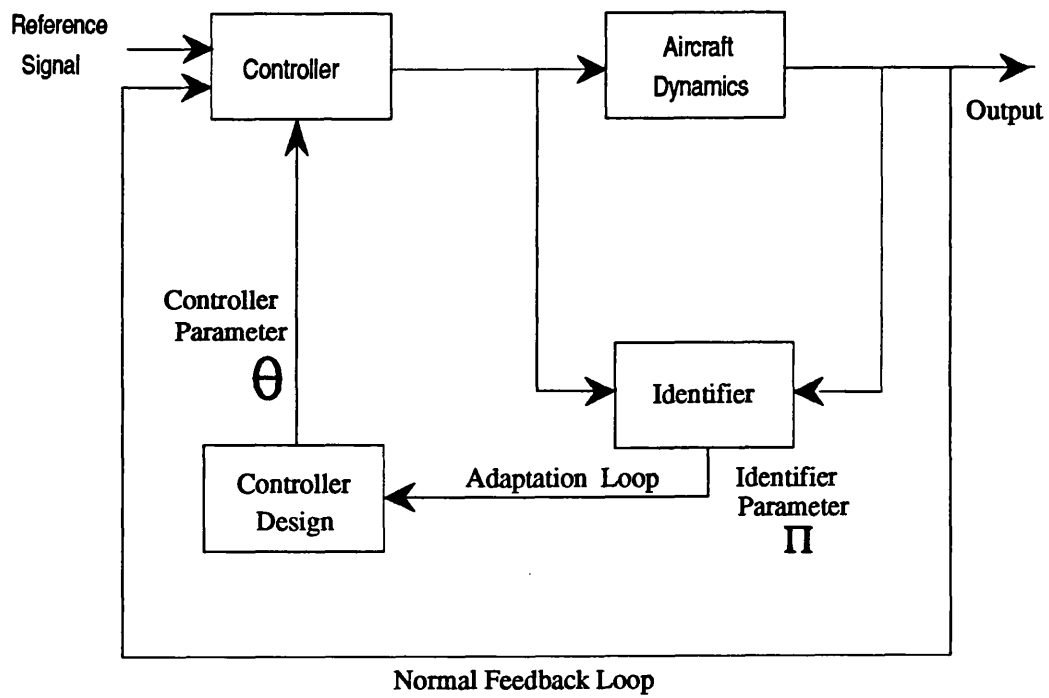 Reference
Signal
Controller
Aircraft
Dynamics
Output
Controller
Parameter
θ
Identifier
Controller
Design
Adaptation Loop
Identifier
Parameter
Π
Normal Feedback Loop